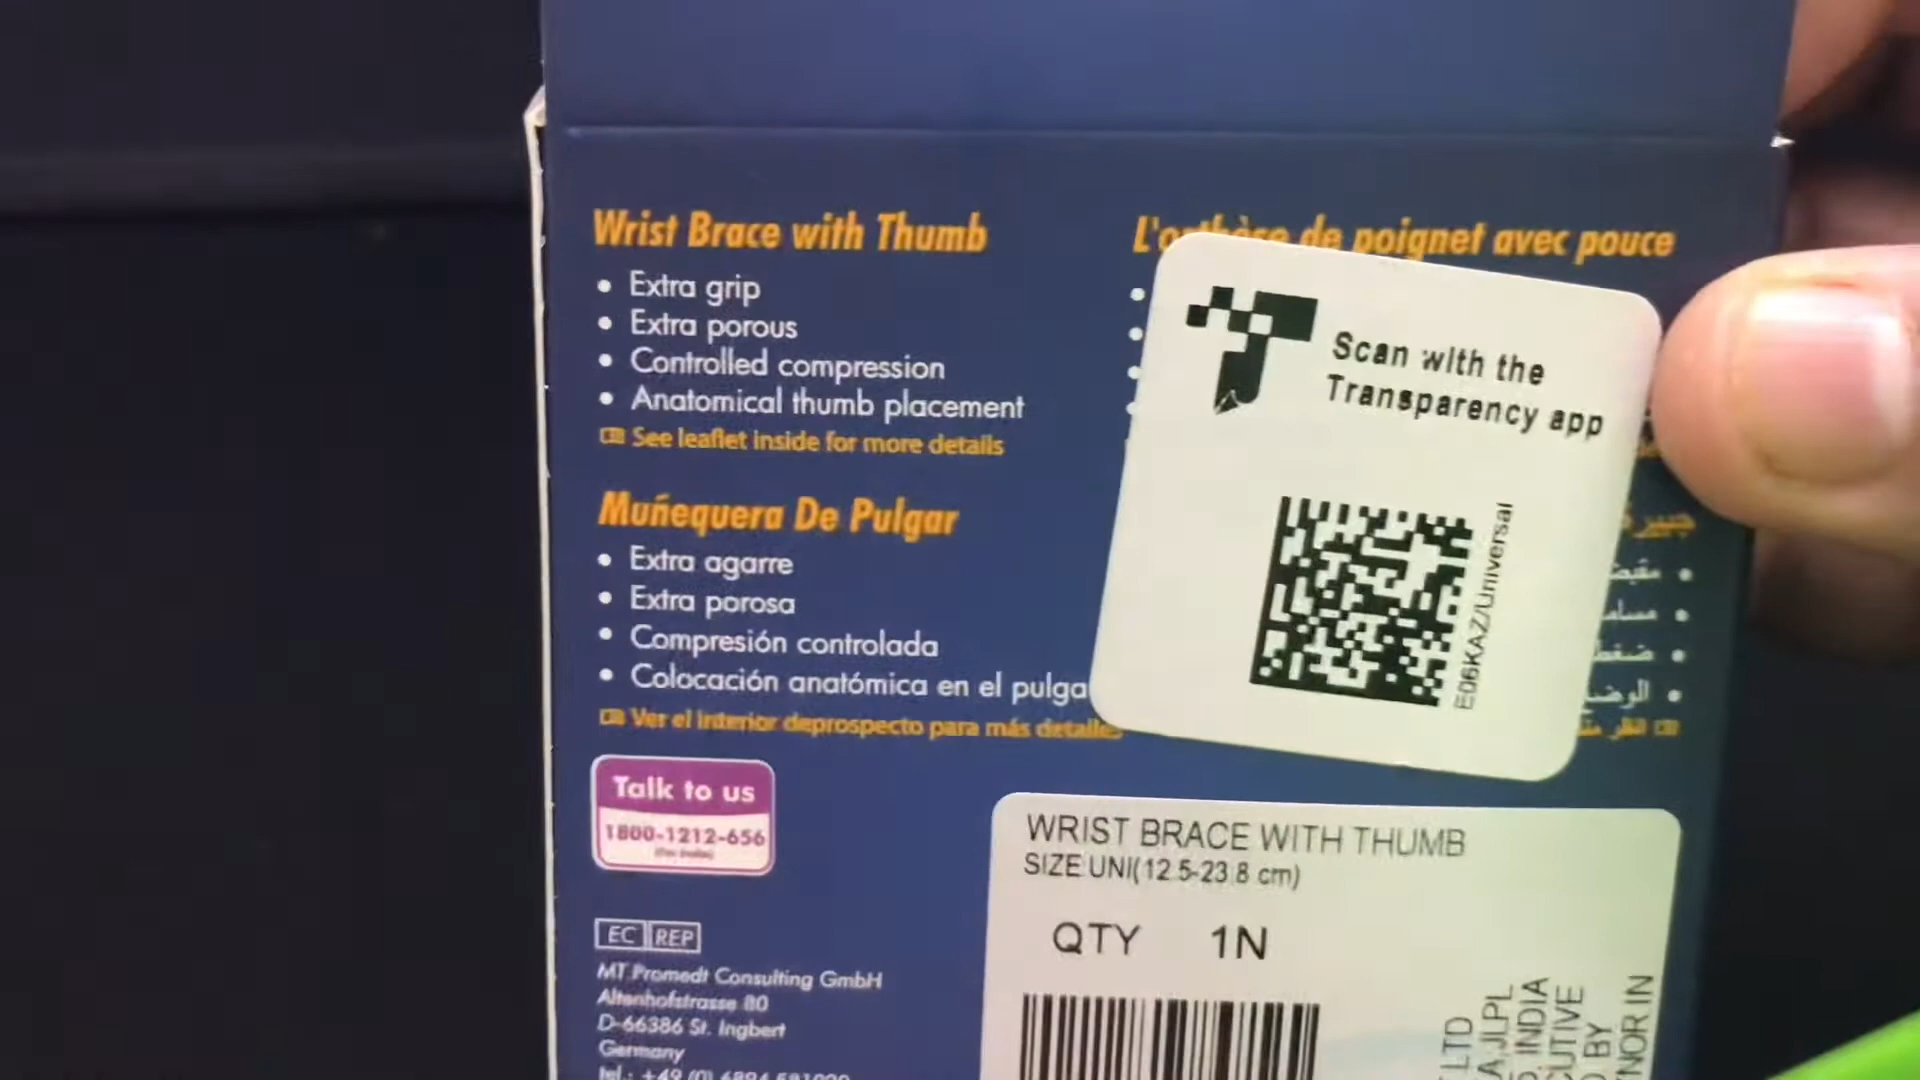 Wrist Brace with Thumb
• Extra grip
• Extra porous
• Controlled compression
• Anatomical thumb placement
See leaflet inside for more details
Muñequera De Pulgar
• Extra agarre
• Extra porosa
• Compresión controlada
• Colocación anatómica en el
Ver el interior deprospecto para más detalles
de poignet avec pouce
Scan with the
Transparency app
E06KAZ/Universal
Talk to us
1800-1212-656
EC REP
MT Promedt Consulting GmbH
Altenhofstrasse 80
D-66386 St. Ingbert
Germany
WRIST BRACE WITH THUMB
SIZE:UNI(12.5-23.8 cm)
QTY 1N
LTD
JLPL
INDIA
BY
IN